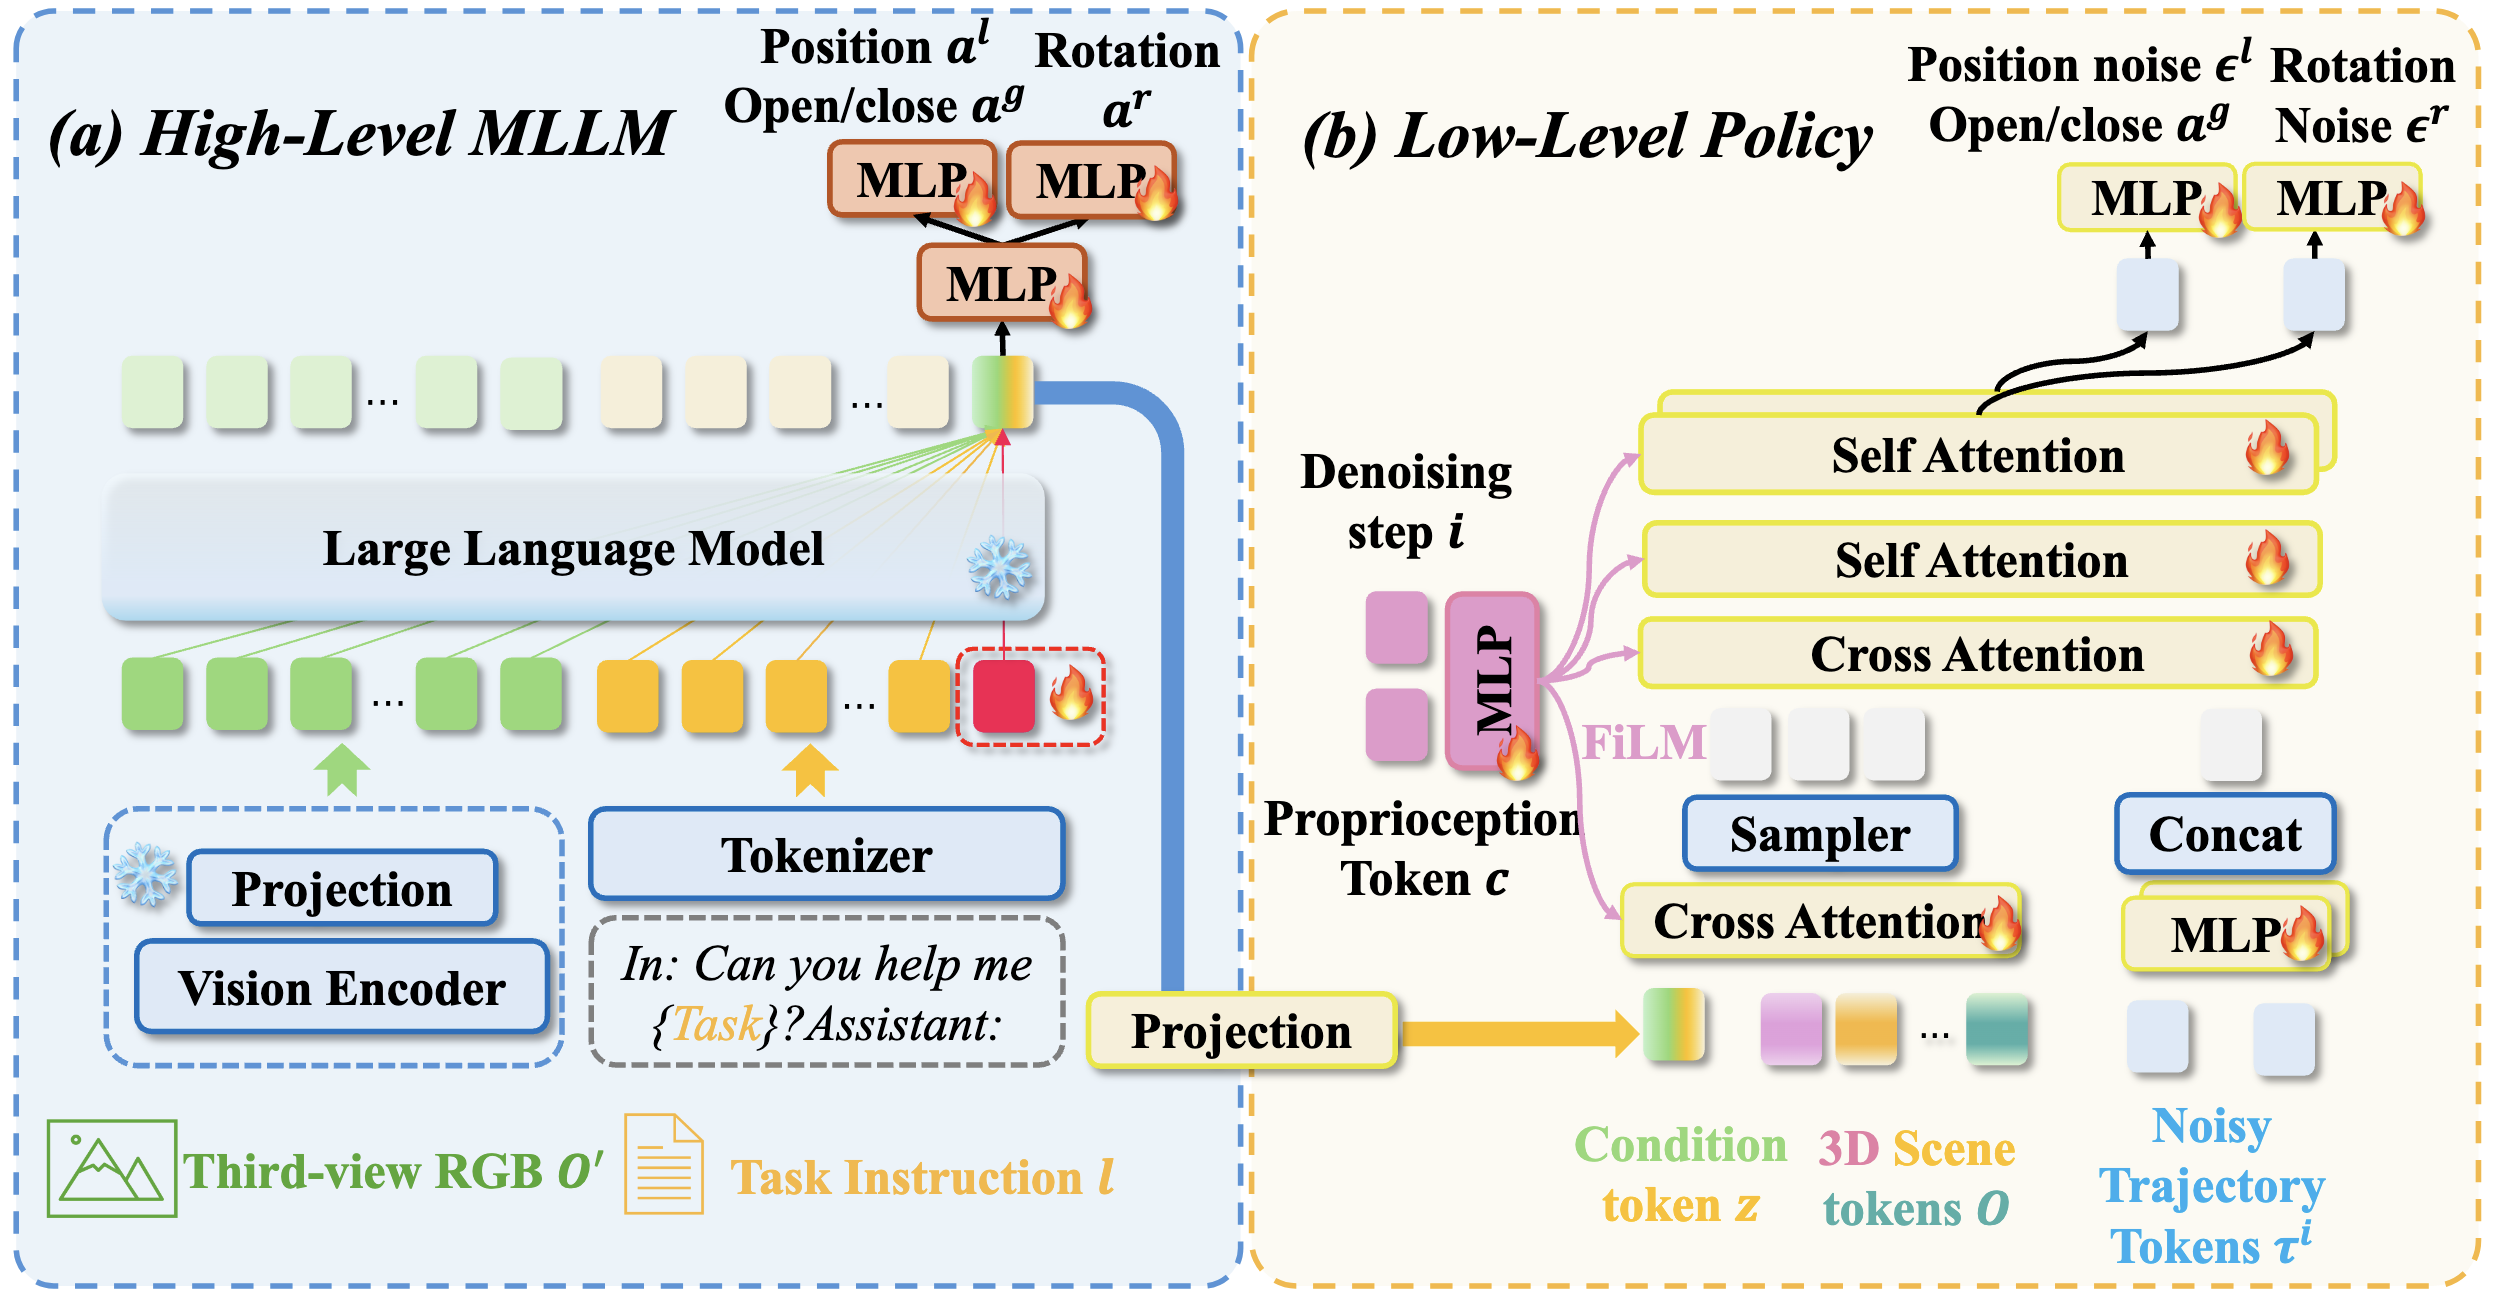 (a) High-Level MLLM
Position a^l
Open/close a^g
Rotation
a^r
MLP
MLP
MLP
...
...
Large Language Model
...
...
Projection
Vision Encoder
Tokenizer
In: Can you help me
{Task}?Assistant:
Third-view RGB O'
Task Instruction l
Projection
(b) Low-Level Policy
Position noise ϵ^l
Open/close a^g
Rotation
Noise ϵ^r
MLP
MLP
Self Attention
Self Attention
Cross Attention
Denoising
step i
MLP
FiLM
Proprioception
Token c
Sampler
Concat
Cross Attention
MLP
...
Condition
token z
3D Scene
tokens O
Noisy
Trajectory
Tokens τ^i